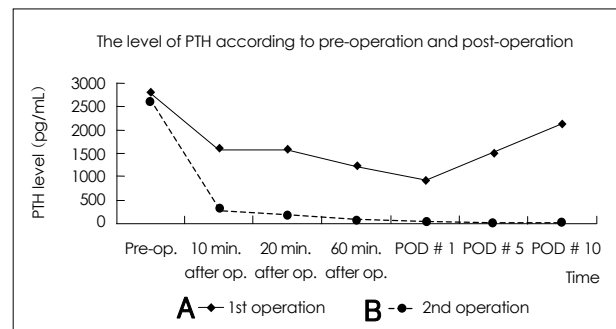 The level of PTH according to pre-operation and post-operation
PTH level (pg/mL)
3000
2500
2000
1500
1000
500
0
Pre-op. 10 min. 20 min. 60 min. POD # 1 POD # 5 POD # 10
after op. after op. after op.
Time
A 1st operation B 2nd operation